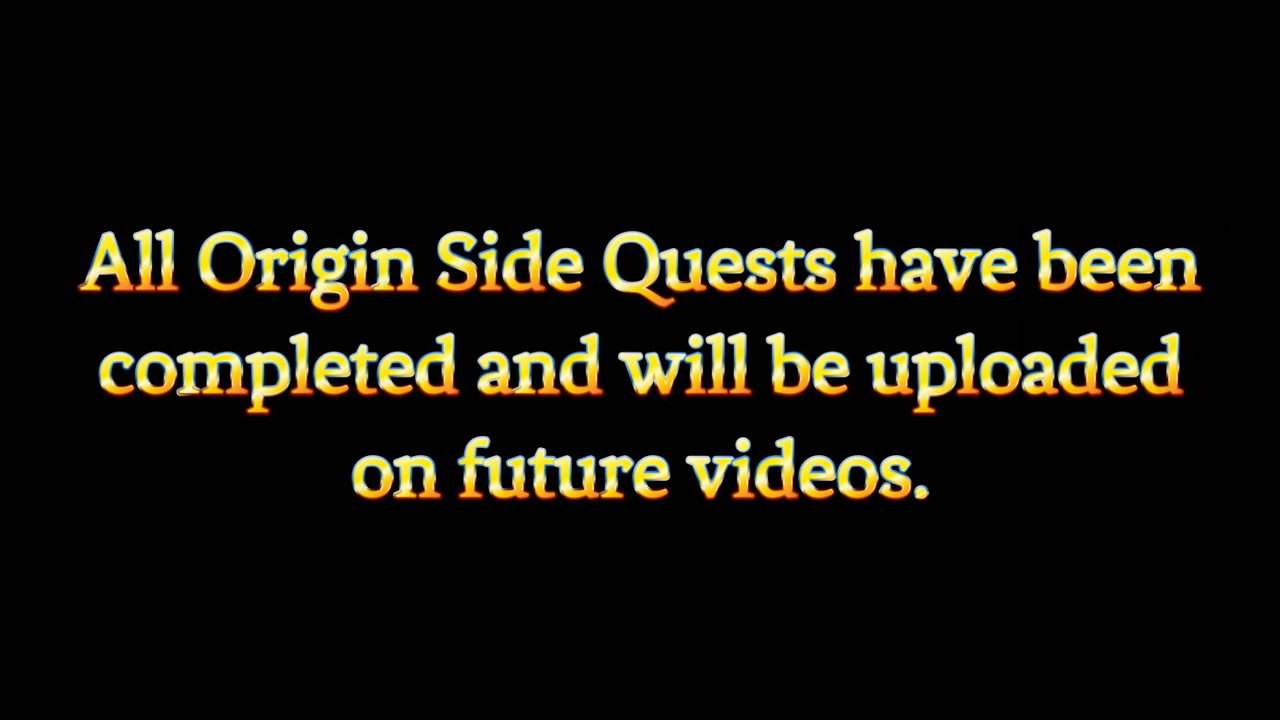 All Origin Side Quests have been
completed and will be uploaded
on future videos.